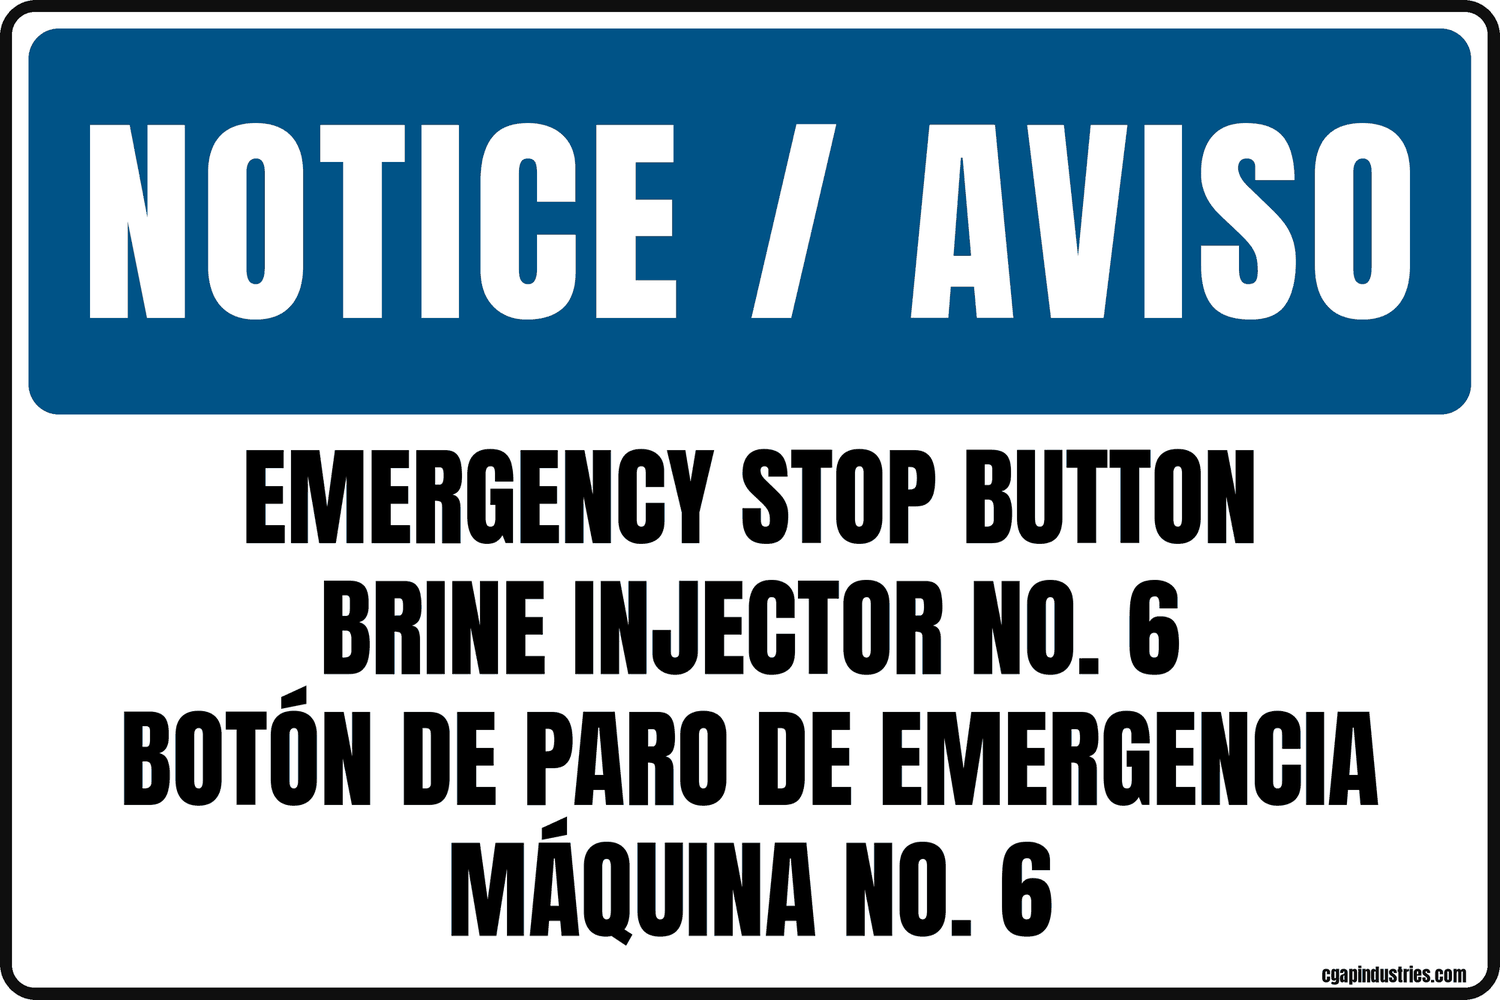 NOTICE / AVISO
EMERGENCY STOP BUTTON
BRINE INJECTOR NO. 6
BOTÓN DE PARO DE EMERGENCIA
MÁQUINA NO. 6
cgapindustries.com